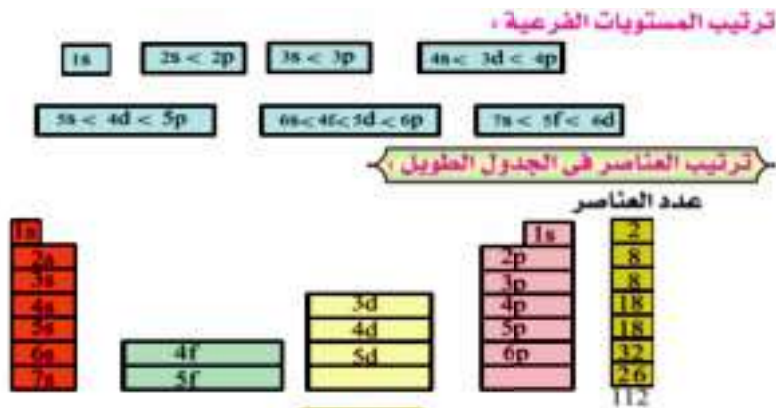 ترتيب المستويات الفرعية :
1s 2s < 2p 3s < 3p 4s < 3d < 4p
5s < 4d < 5p 6s < 4f < 5d < 6p 7s < 5f < 6d
ترتيب العناصر فى الجدول الطويل :
عدد العناصر
1s 1s 2
2s 2p 8
3s 3p 8
4s 3d 4p 18
5s 4d 5p 18
6s 4f 5d 6p 32
7s 5f 26
112